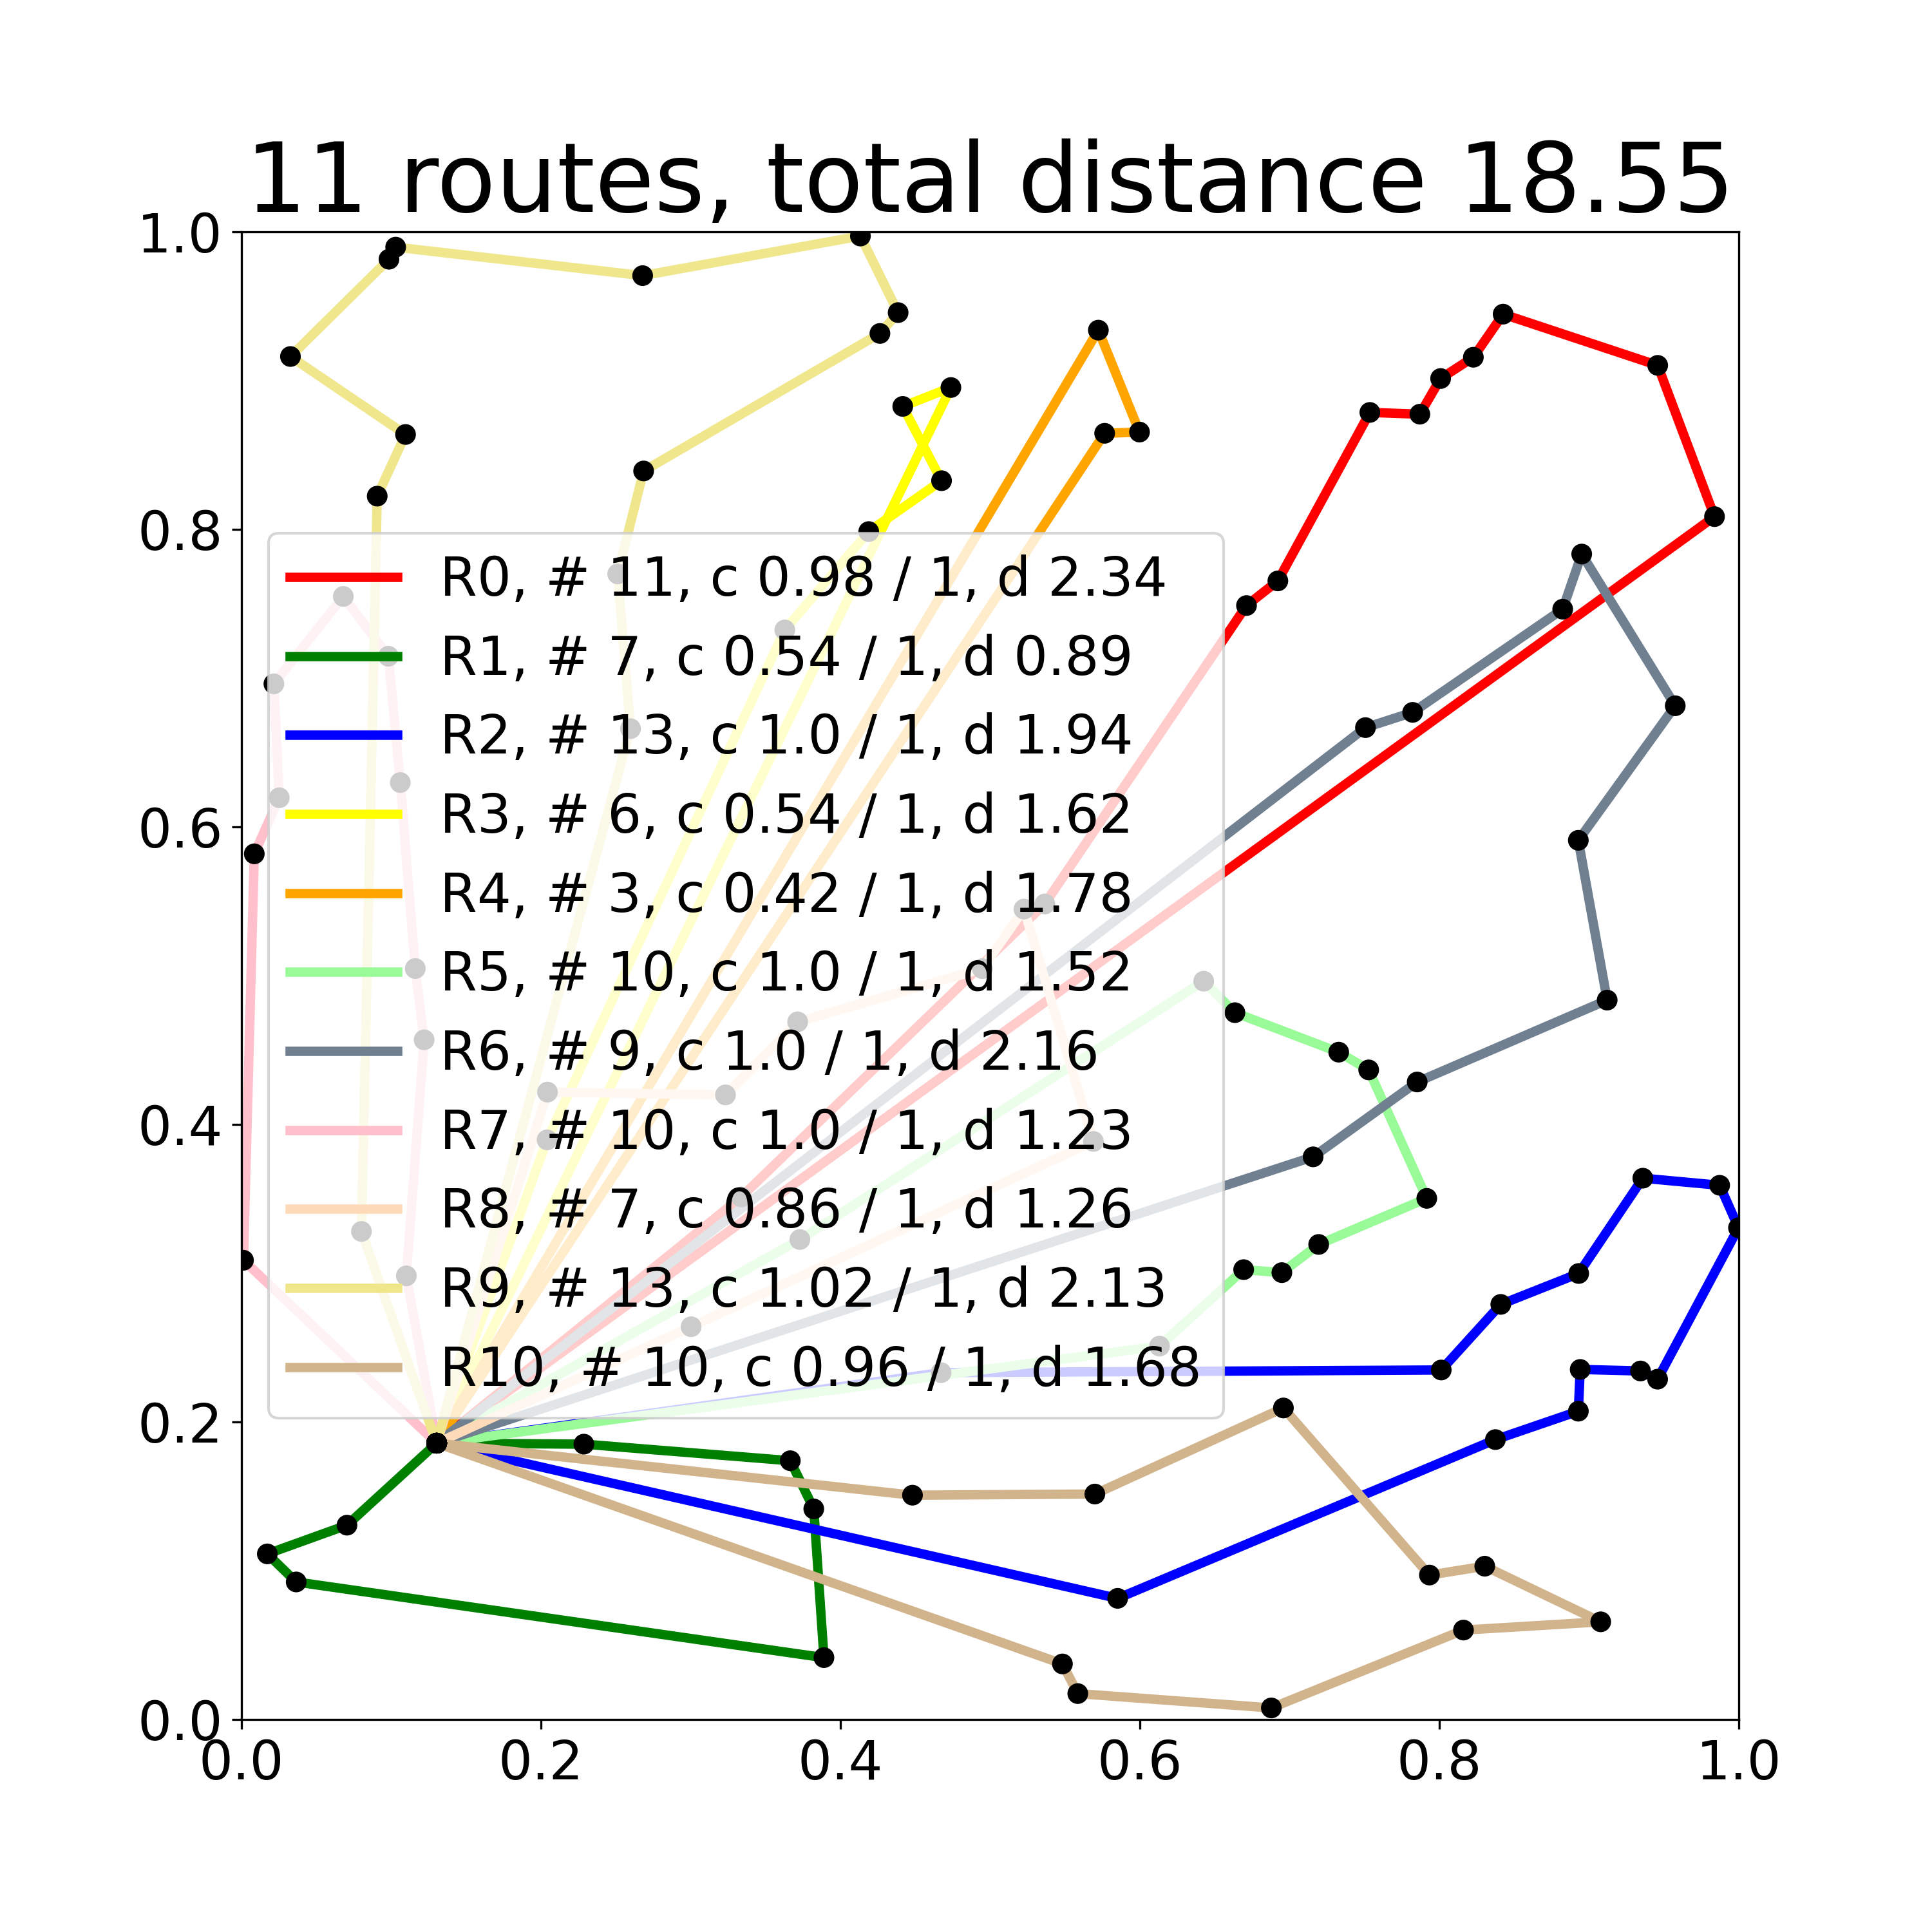 11 routes, total distance 18.55
1.0
0.8
0.6
0.4
0.2
0.0
R0, # 11, c 0.98 / 1, d 2.34
R1, # 7, c 0.54 / 1, d 0.89
R2, # 13, c 1.0 / 1, d 1.94
R3, # 6, c 0.54 / 1, d 1.62
R4, # 3, c 0.42 / 1, d 1.78
R5, # 10, c 1.0 / 1, d 1.52
R6, # 9, c 1.0 / 1, d 2.16
R7, # 10, c 1.0 / 1, d 1.23
R8, # 7, c 0.86 / 1, d 1.26
R9, # 13, c 1.02 / 1, d 2.13
R10, # 10, c 0.96 / 1, d 1.68
0.0 0.2 0.4 0.6 0.8 1.0